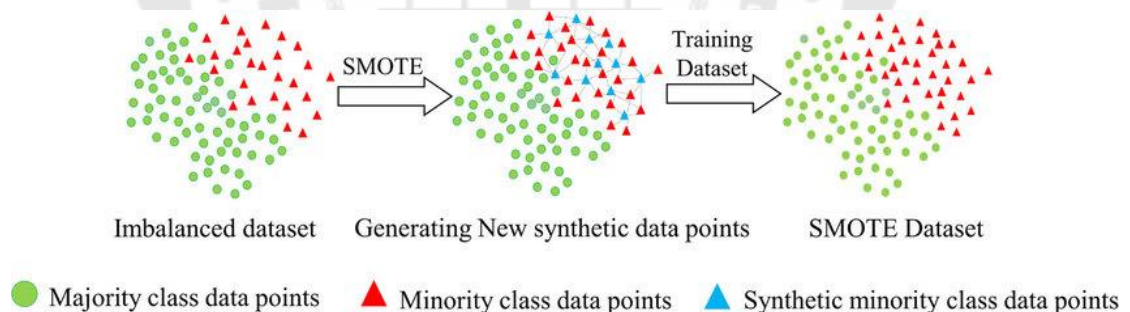 SMOTE
Training
Dataset
Imbalanced dataset
Generating New synthetic data points
SMOTE Dataset
Majority class data points
Minority class data points
Synthetic minority class data points